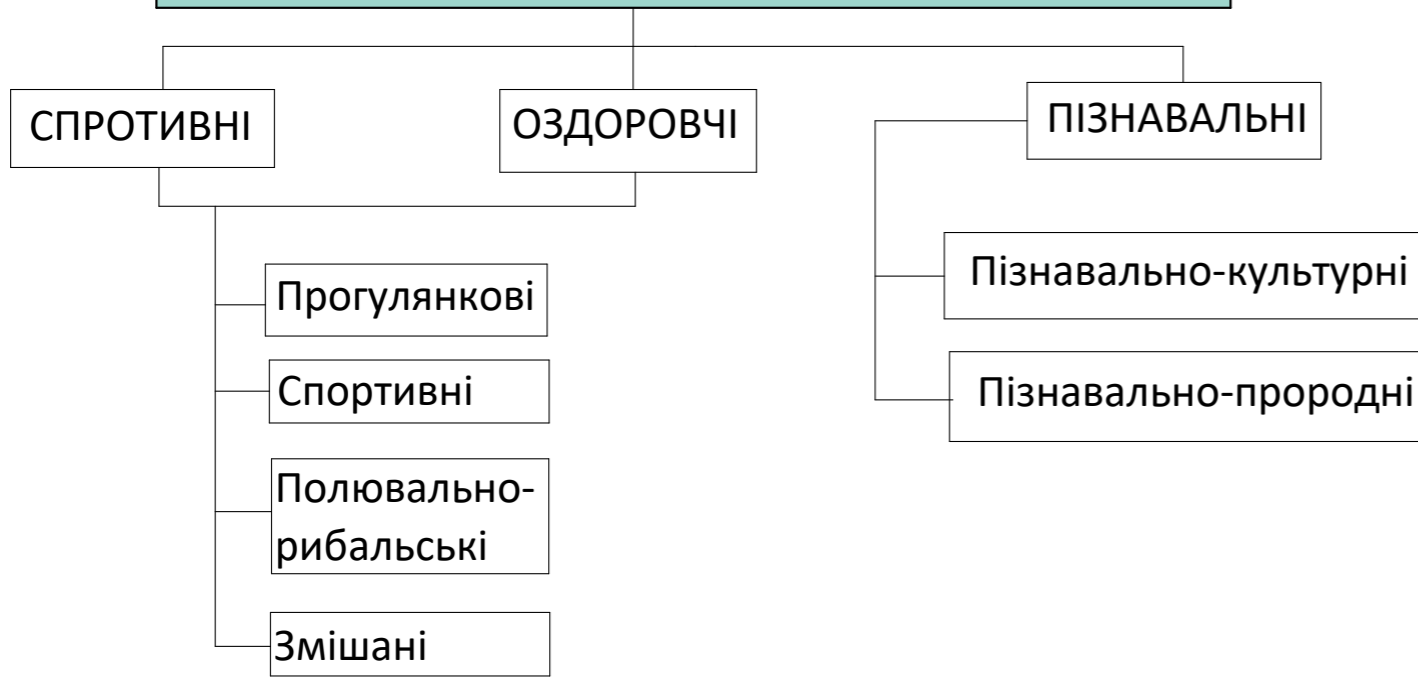 СПРОТИВНІ
ОЗДОРОВЧІ
ПІЗНАВАЛЬНІ
Прогулянкові
Спортивні
Полювально-
рибальські
Змішані
Пізнавально-культурні
Пізнавально-прородні